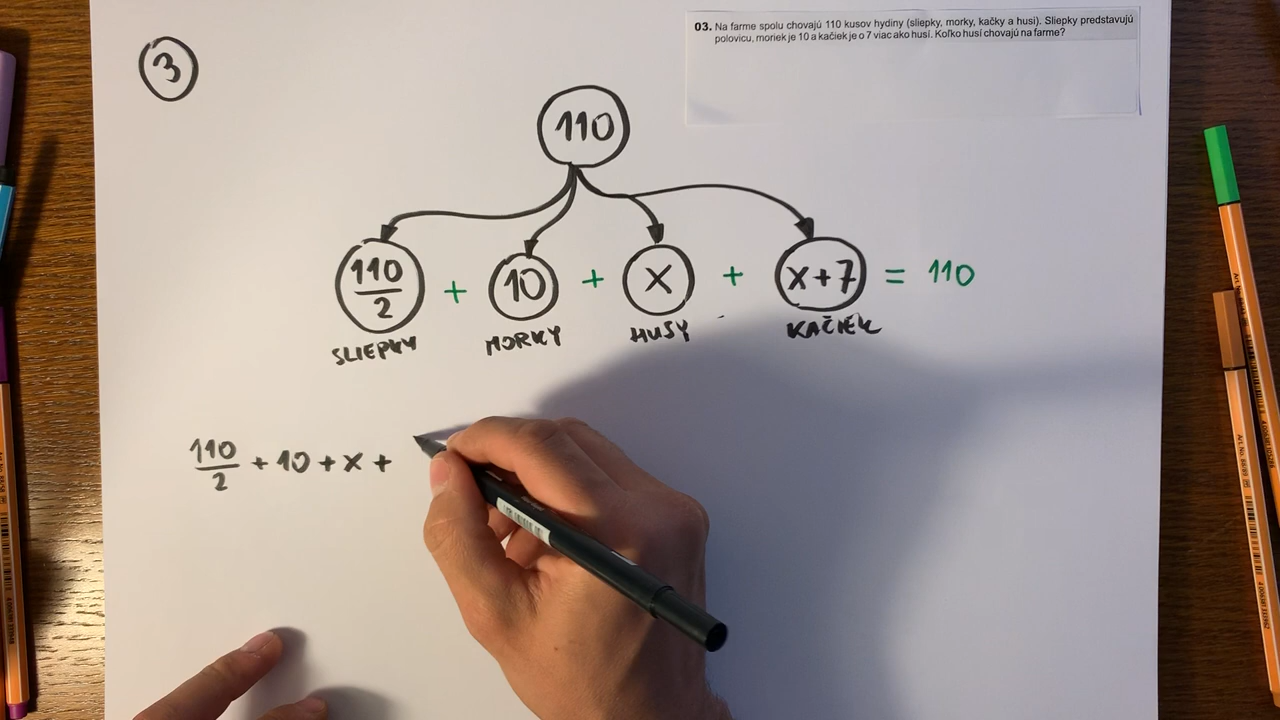 03. Na farme spolu chovajú 110 kusov hydiny (sliepky, morky, kačky a husi). Sliepky predstavujú
polovicu, moriek je 10 a kačiek je o 7 viac ako husí. Koľko husí chovajú na farme?
3
110
110/2 + 10 + x + x+7 = 110
SLIEPKY MORKY HUSY KAČIEK
110/2 + 10 + x +